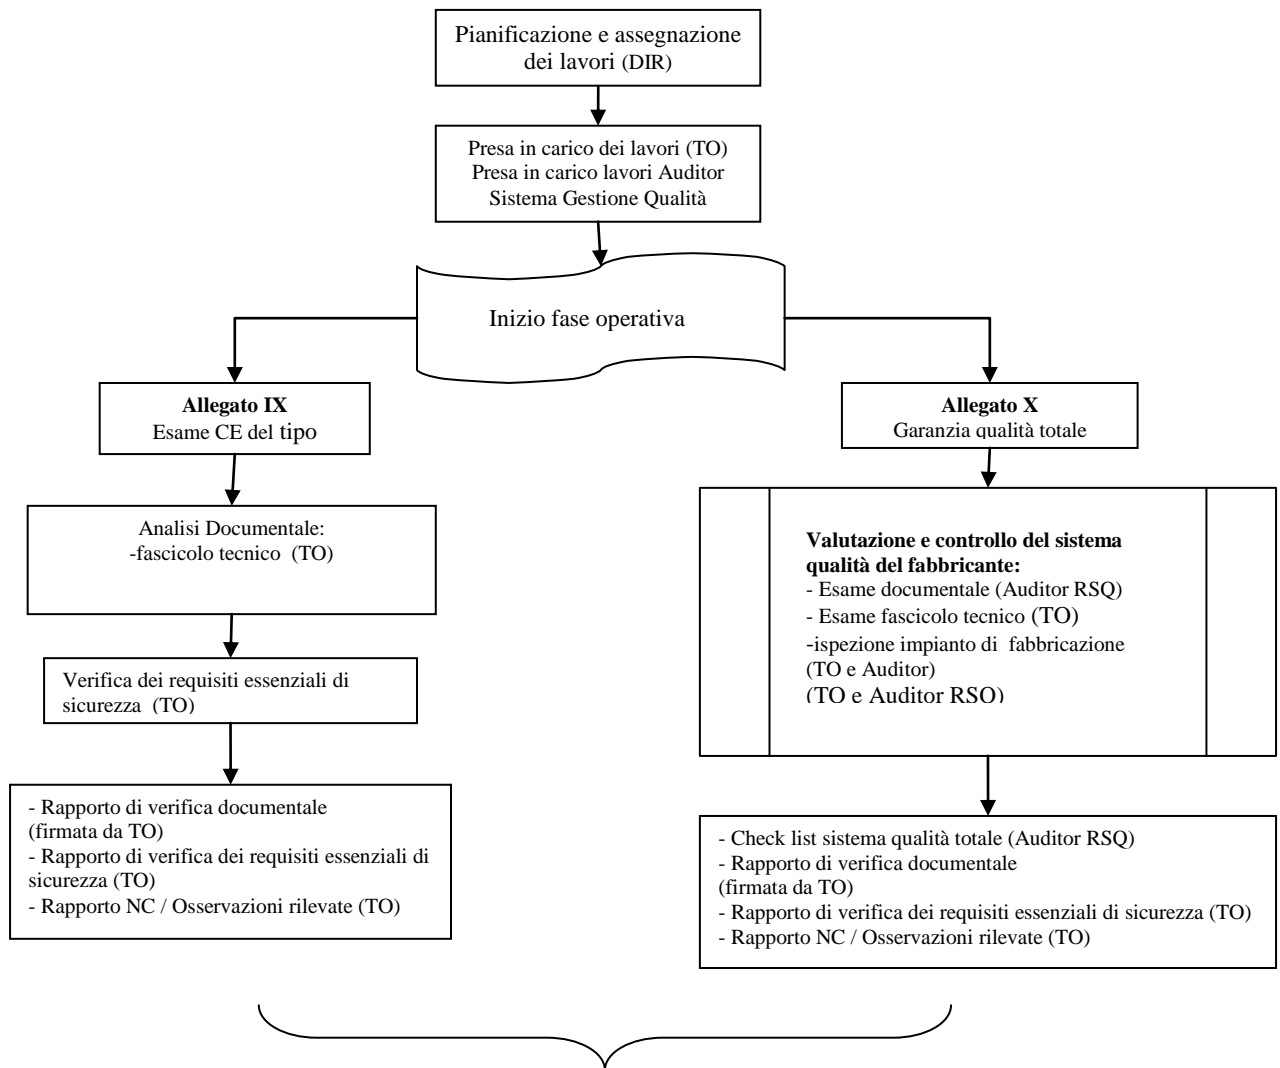 Pianificazione e assegnazione
dei lavori (DIR)
Presa in carico dei lavori (TO)
Presa in carico lavori Auditor
Sistema Gestione Qualità
Inizio fase operativa
Allegato IX
Esame CE del tipo
Analisi Documentale:
-fascicolo tecnico (TO)
Verifica dei requisiti essenziali di
sicurezza (TO)
- Rapporto di verifica documentale
(firmata da TO)
- Rapporto di verifica dei requisiti essenziali di
sicurezza (TO)
- Rapporto NC / Osservazioni rilevate (TO)
Allegato X
Garanzia qualità totale
Valutazione e controllo del sistema
qualità del fabbricante:
- Esame documentale (Auditor RSQ)
- Esame fascicolo tecnico (TO)
-ispezione impianto di fabbricazione
(TO e Auditor)
(TO e Auditor RSQ)
- Check list sistema qualità totale (Auditor RSQ)
- Rapporto di verifica documentale
(firmata da TO)
- Rapporto di verifica dei requisiti essenziali di sicurezza (TO)
- Rapporto NC / Osservazioni rilevate (TO)